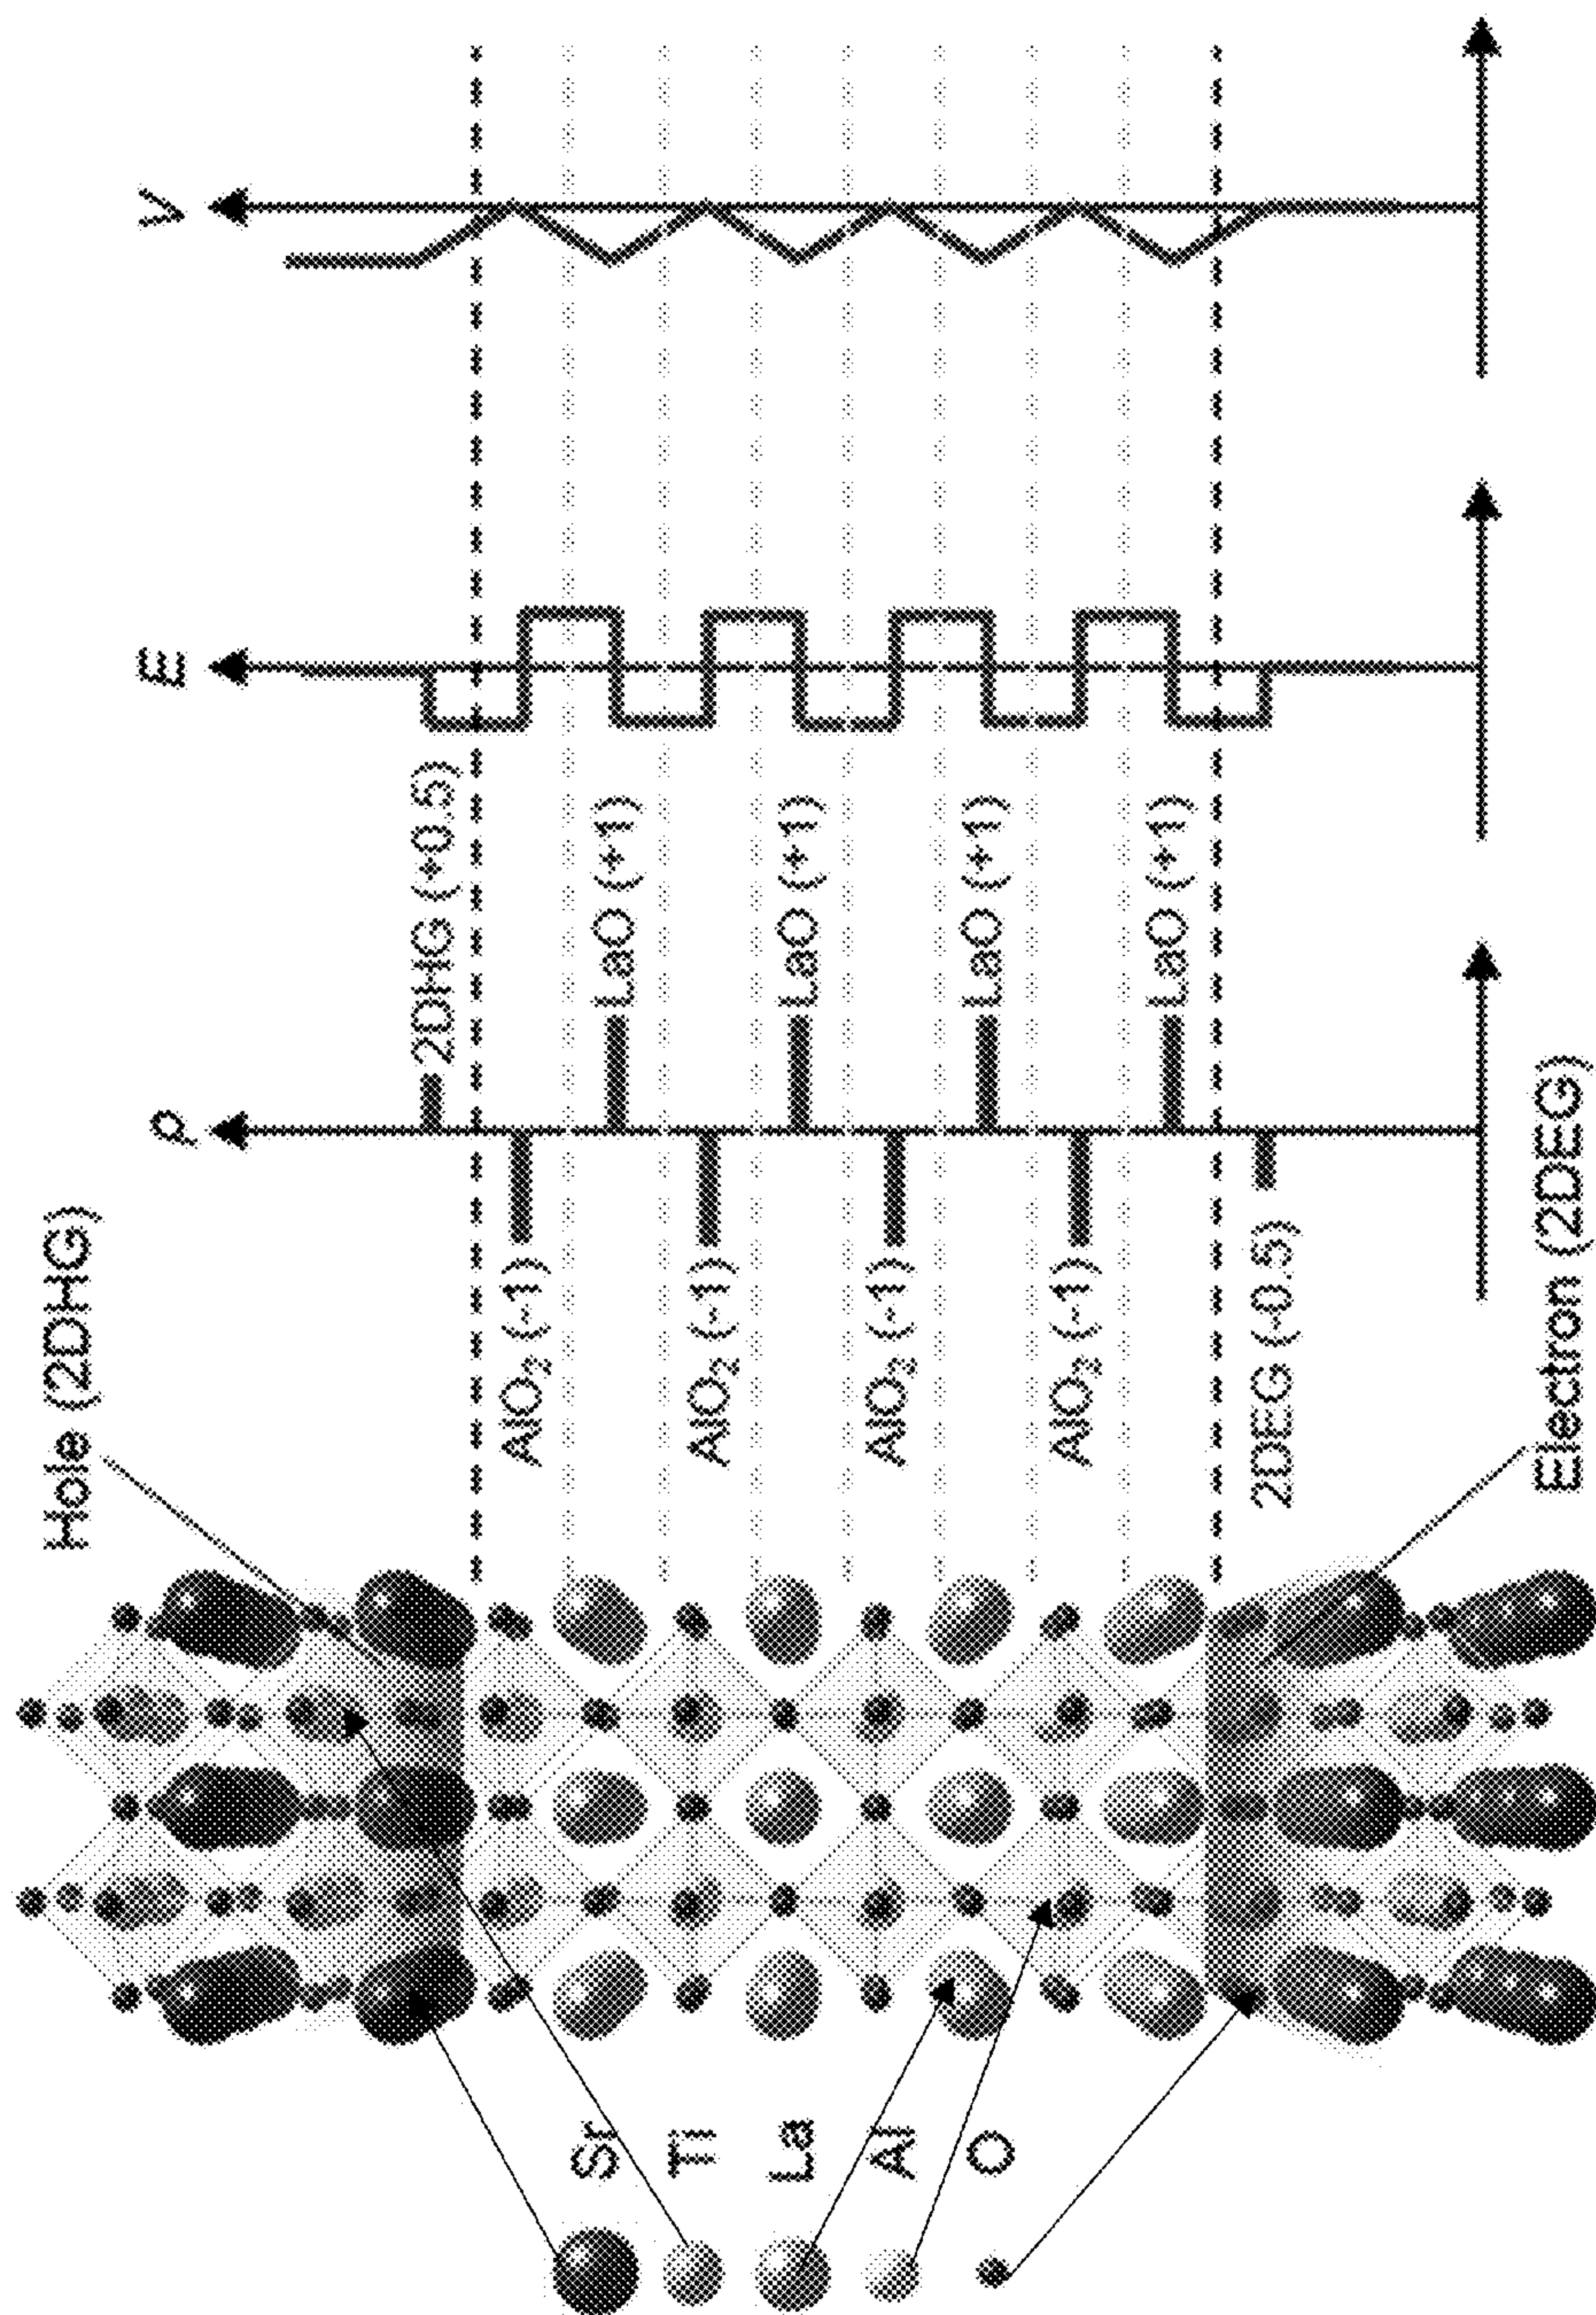 Hole (2DHG)
ρ
E
V
2DHG (+0.5)
AlO₂ (-1)
LaO (+1)
AlO₂ (-1)
LaO (+1)
AlO₂ (-1)
LaO (+1)
AlO₂ (-1)
LaO (+1)
2DEG (-0.5)
Electron (2DEG)
Sr
Ti
La
Al
O